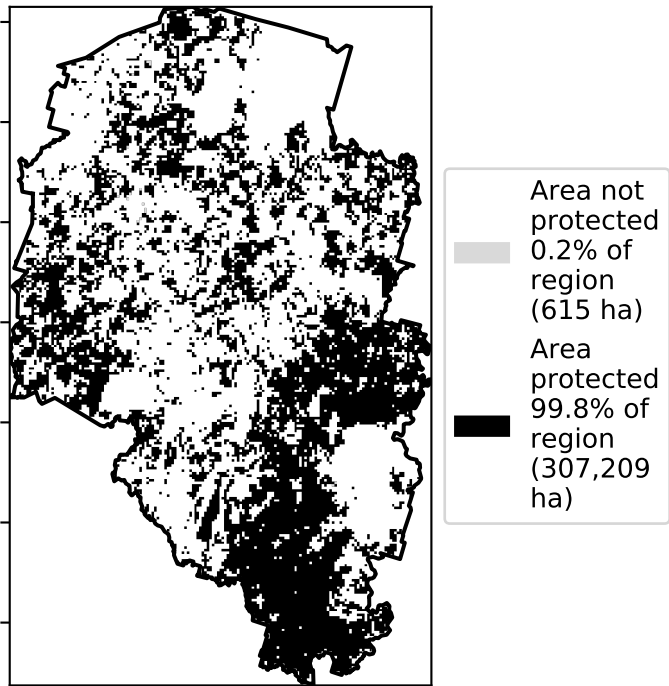 Area not
protected
0.2% of
region
(615 ha)
Area
protected
99.8% of
region
(307,209
ha)